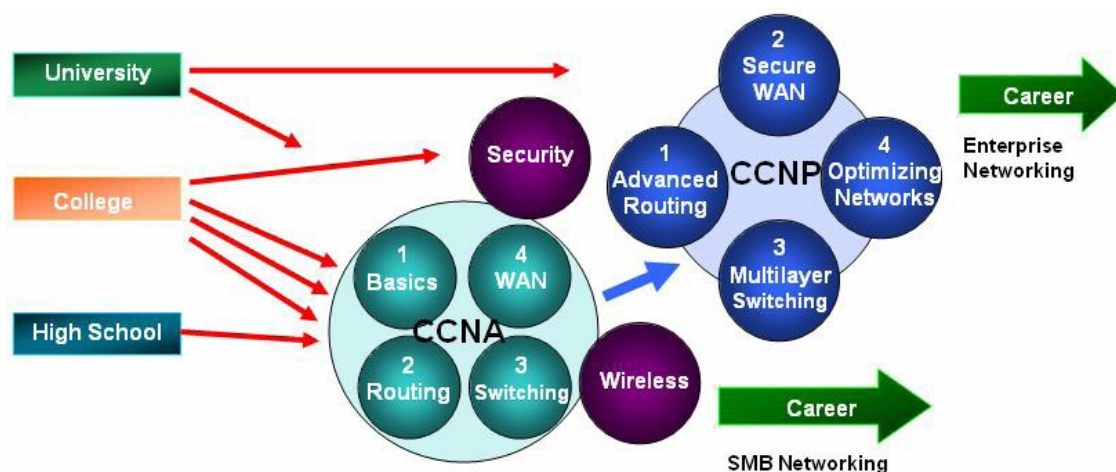 University
College
High School
Security
1
Basics
4
WAN
CCNA
2
Routing
3
Switching
Wireless
2
Secure
WAN
1
Advanced
Routing
CCNP
4
Optimizing
Networks
3
Multilayer
Switching
Career
Enterprise
Networking
Career
SMB Networking